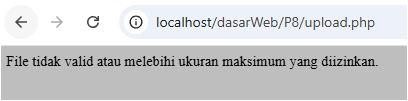 localhost/dasarWeb/P8/upload.php
File tidak valid atau melebihi ukuran maksimum yang diizinkan.